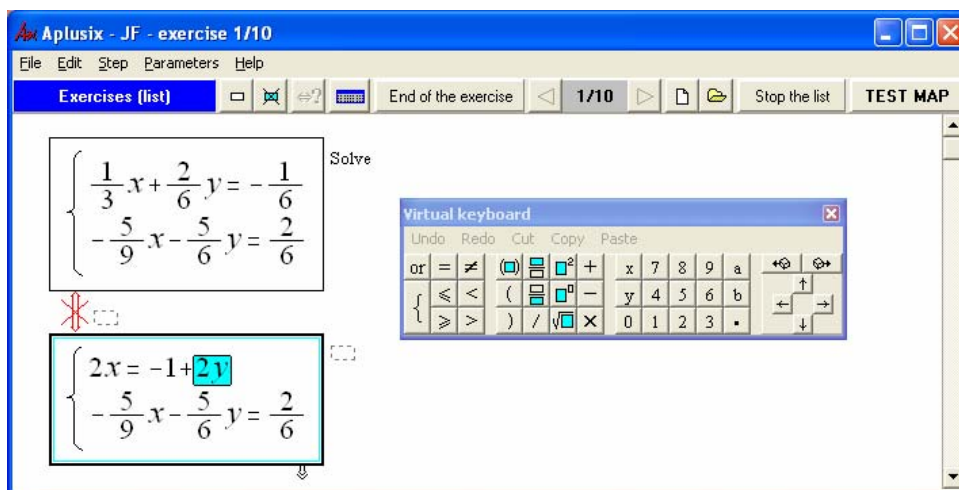 Aplusix - JF - exercise 1/10
File Edit Step Parameters Help
Exercises (list) ⇔? End of the exercise 1/10 Stop the list TEST MAP
Solve
1/3 x + 2/6 y = - 1/6
- 5/9 x - 5/6 y = 2/6
Virtual keyboard
Undo Redo Cut Copy Paste
or = ≠ (□) □² + x 7 8 9 a
{ ⩽ < ( □□ − y 4 5 6 b
⩾ > ) / √□ × 0 1 2 3 .
2x = -1+2y
- 5/9 x - 5/6 y = 2/6